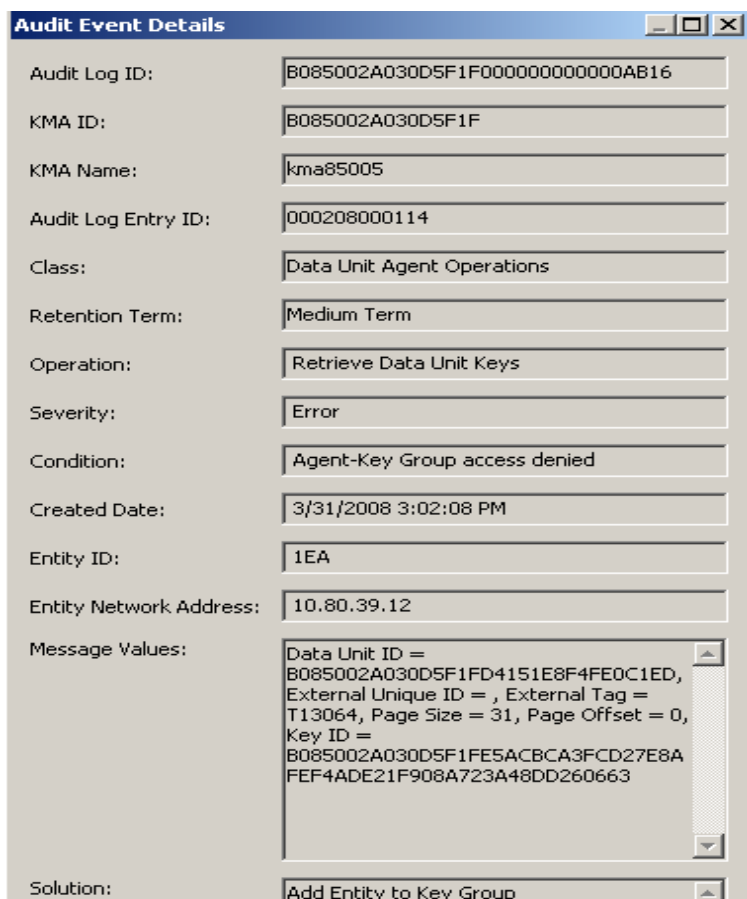 Audit Event Details
Audit Log ID: B085002A030D5F1F000000000000AB16
KMA ID: B085002A030D5F1F
KMA Name: kma85005
Audit Log Entry ID: 000208000114
Class: Data Unit Agent Operations
Retention Term: Medium Term
Operation: Retrieve Data Unit Keys
Severity: Error
Condition: Agent-Key Group access denied
Created Date: 3/31/2008 3:02:08 PM
Entity ID: 1EA
Entity Network Address: 10.80.39.12
Message Values: Data Unit ID =
B085002A030D5F1FD4151E8F4FE0C1ED,
External Unique ID = , External Tag =
T13064, Page Size = 31, Page Offset = 0,
Key ID =
B085002A030D5F1FE5ACBCA3FCD27E8A
FEF4ADE21F908A723A48DD260663
Solution: Add Entity to Key Group